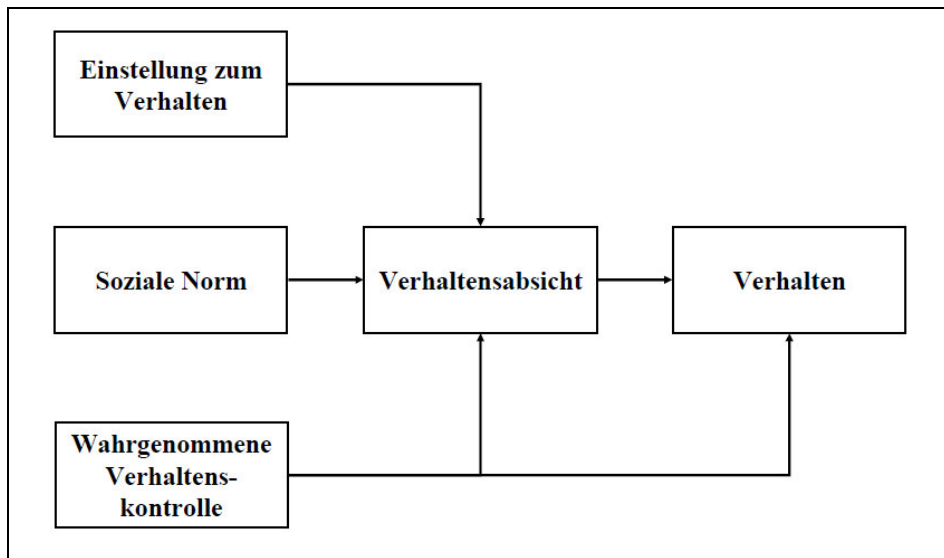 Einstellung zum
Verhalten
Soziale Norm
Verhaltensabsicht
Verhalten
Wahrgenommene
Verhaltens-
kontrolle